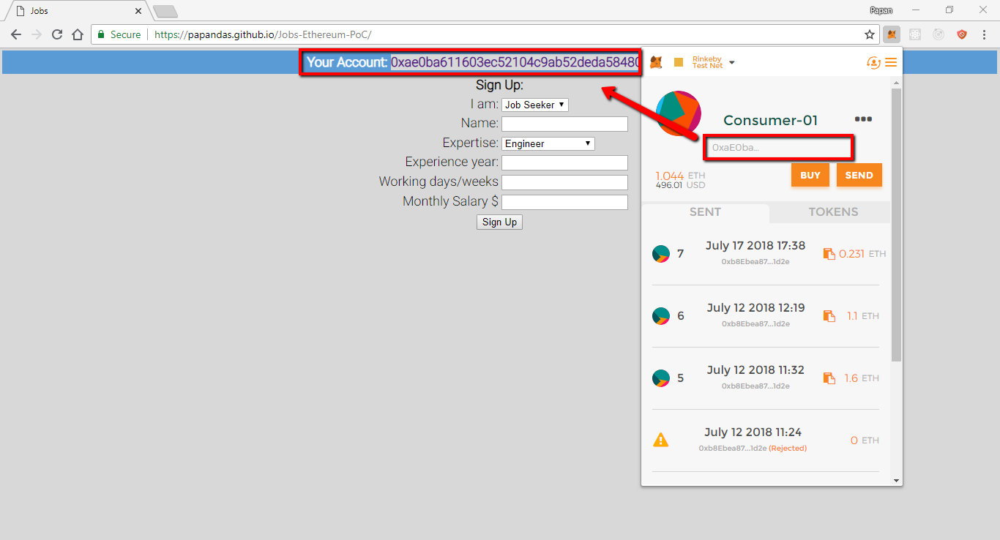 Jobs
Papan
Secure
https://papandas.github.io/Jobs-Ethereum-PoC/
Your Account: 0xae0ba611603ec52104c9ab52deda58480
Sign Up:
I am: Job Seeker
Name:
Expertise: Engineer
Experience year:
Working days/weeks
Monthly Salary $
Sign Up
Rinkeby
Test Net
Consumer-01
0xaE0ba...
1.044 ETH
496.01 USD
BUY
SEND
SENT
TOKENS
7 July 17 2018 17:38 0.231 ETH
0xb8Ebea87...1d2e
6 July 12 2018 12:19 1.1 ETH
0xb8Ebea87...1d2e
5 July 12 2018 11:32 1.6 ETH
0xb8Ebea87...1d2e
July 12 2018 11:24 0 ETH
0xb8Ebea87...1d2e (Rejected)